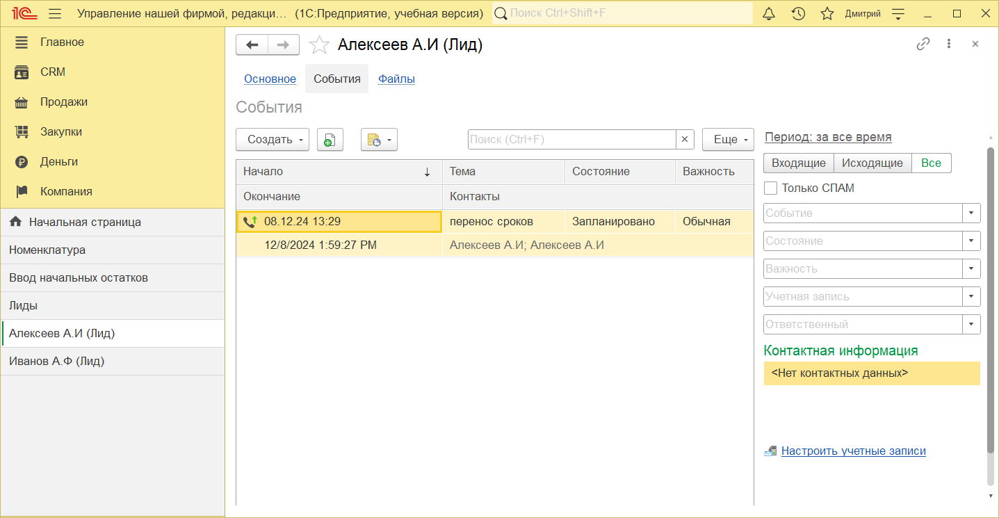 1С Управление нашей фирмой, редакци... (1С:Предприятие, учебная версия) Поиск Ctrl+Shift+F Дмитрий
Главное
CRM
Продажи
Закупки
Деньги
Компания
Начальная страница
Номенклатура
Ввод начальных остатков
Лиды
Алексеев А.И (Лид)
Иванов А.Ф (Лид)
Алексеев А.И (Лид)
Основное События Файлы
События
Создать Поиск (Ctrl+F) Еще
Начало Тема Состояние Важность
Окончание Контакты
08.12.24 13:29 перенос сроков Запланировано Обычная
12/8/2024 1:59:27 PM Алексеев А.И; Алексеев А.И
Период: за все время
Входящие Исходящие Все
Только СПАМ
Событие
Состояние
Важность
Учетная запись
Ответственный
Контактная информация
<Нет контактных данных>
Настроить учетные записи